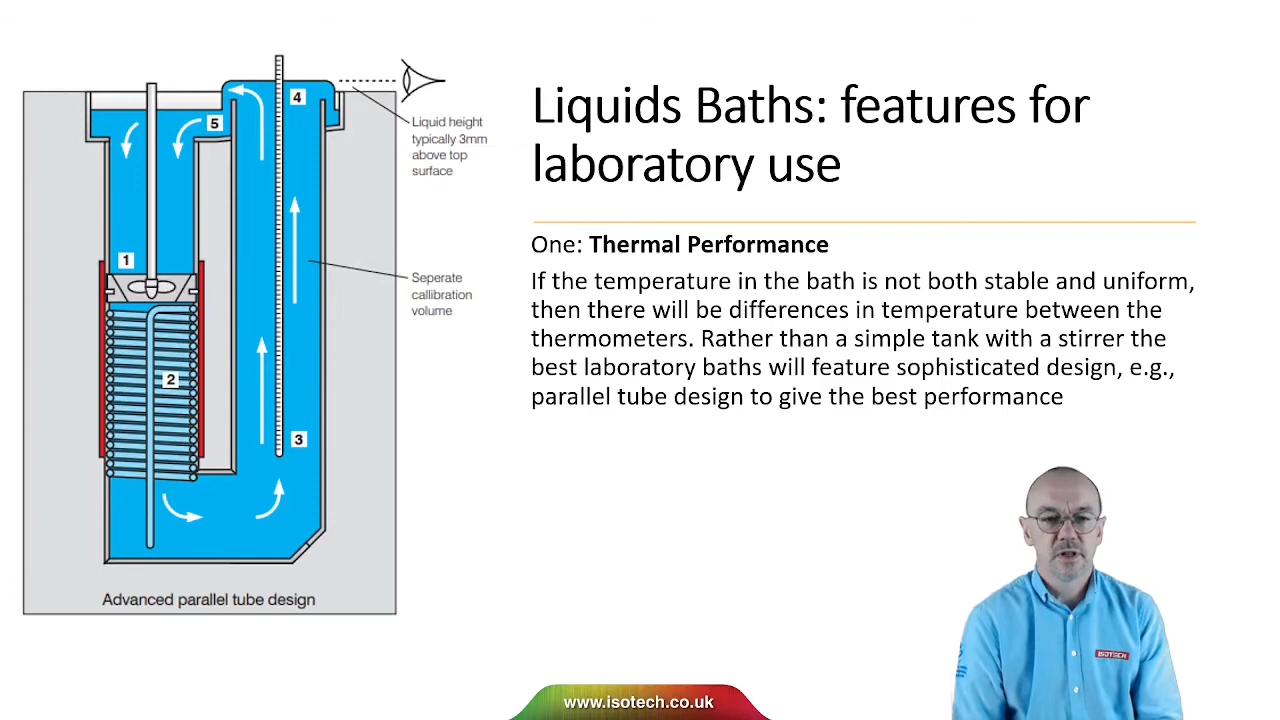 Liquids Baths: features for
laboratory use
One: Thermal Performance
If the temperature in the bath is not both stable and uniform,
then there will be differences in temperature between the
thermometers. Rather than a simple tank with a stirrer the
best laboratory baths will feature sophisticated design, e.g.,
parallel tube design to give the best performance
4
5
Liquid height
typically 3mm
above top
surface
1
Seperate
callibration
volume
2
3
Advanced parallel tube design
ISOTECH
www.isotech.co.uk